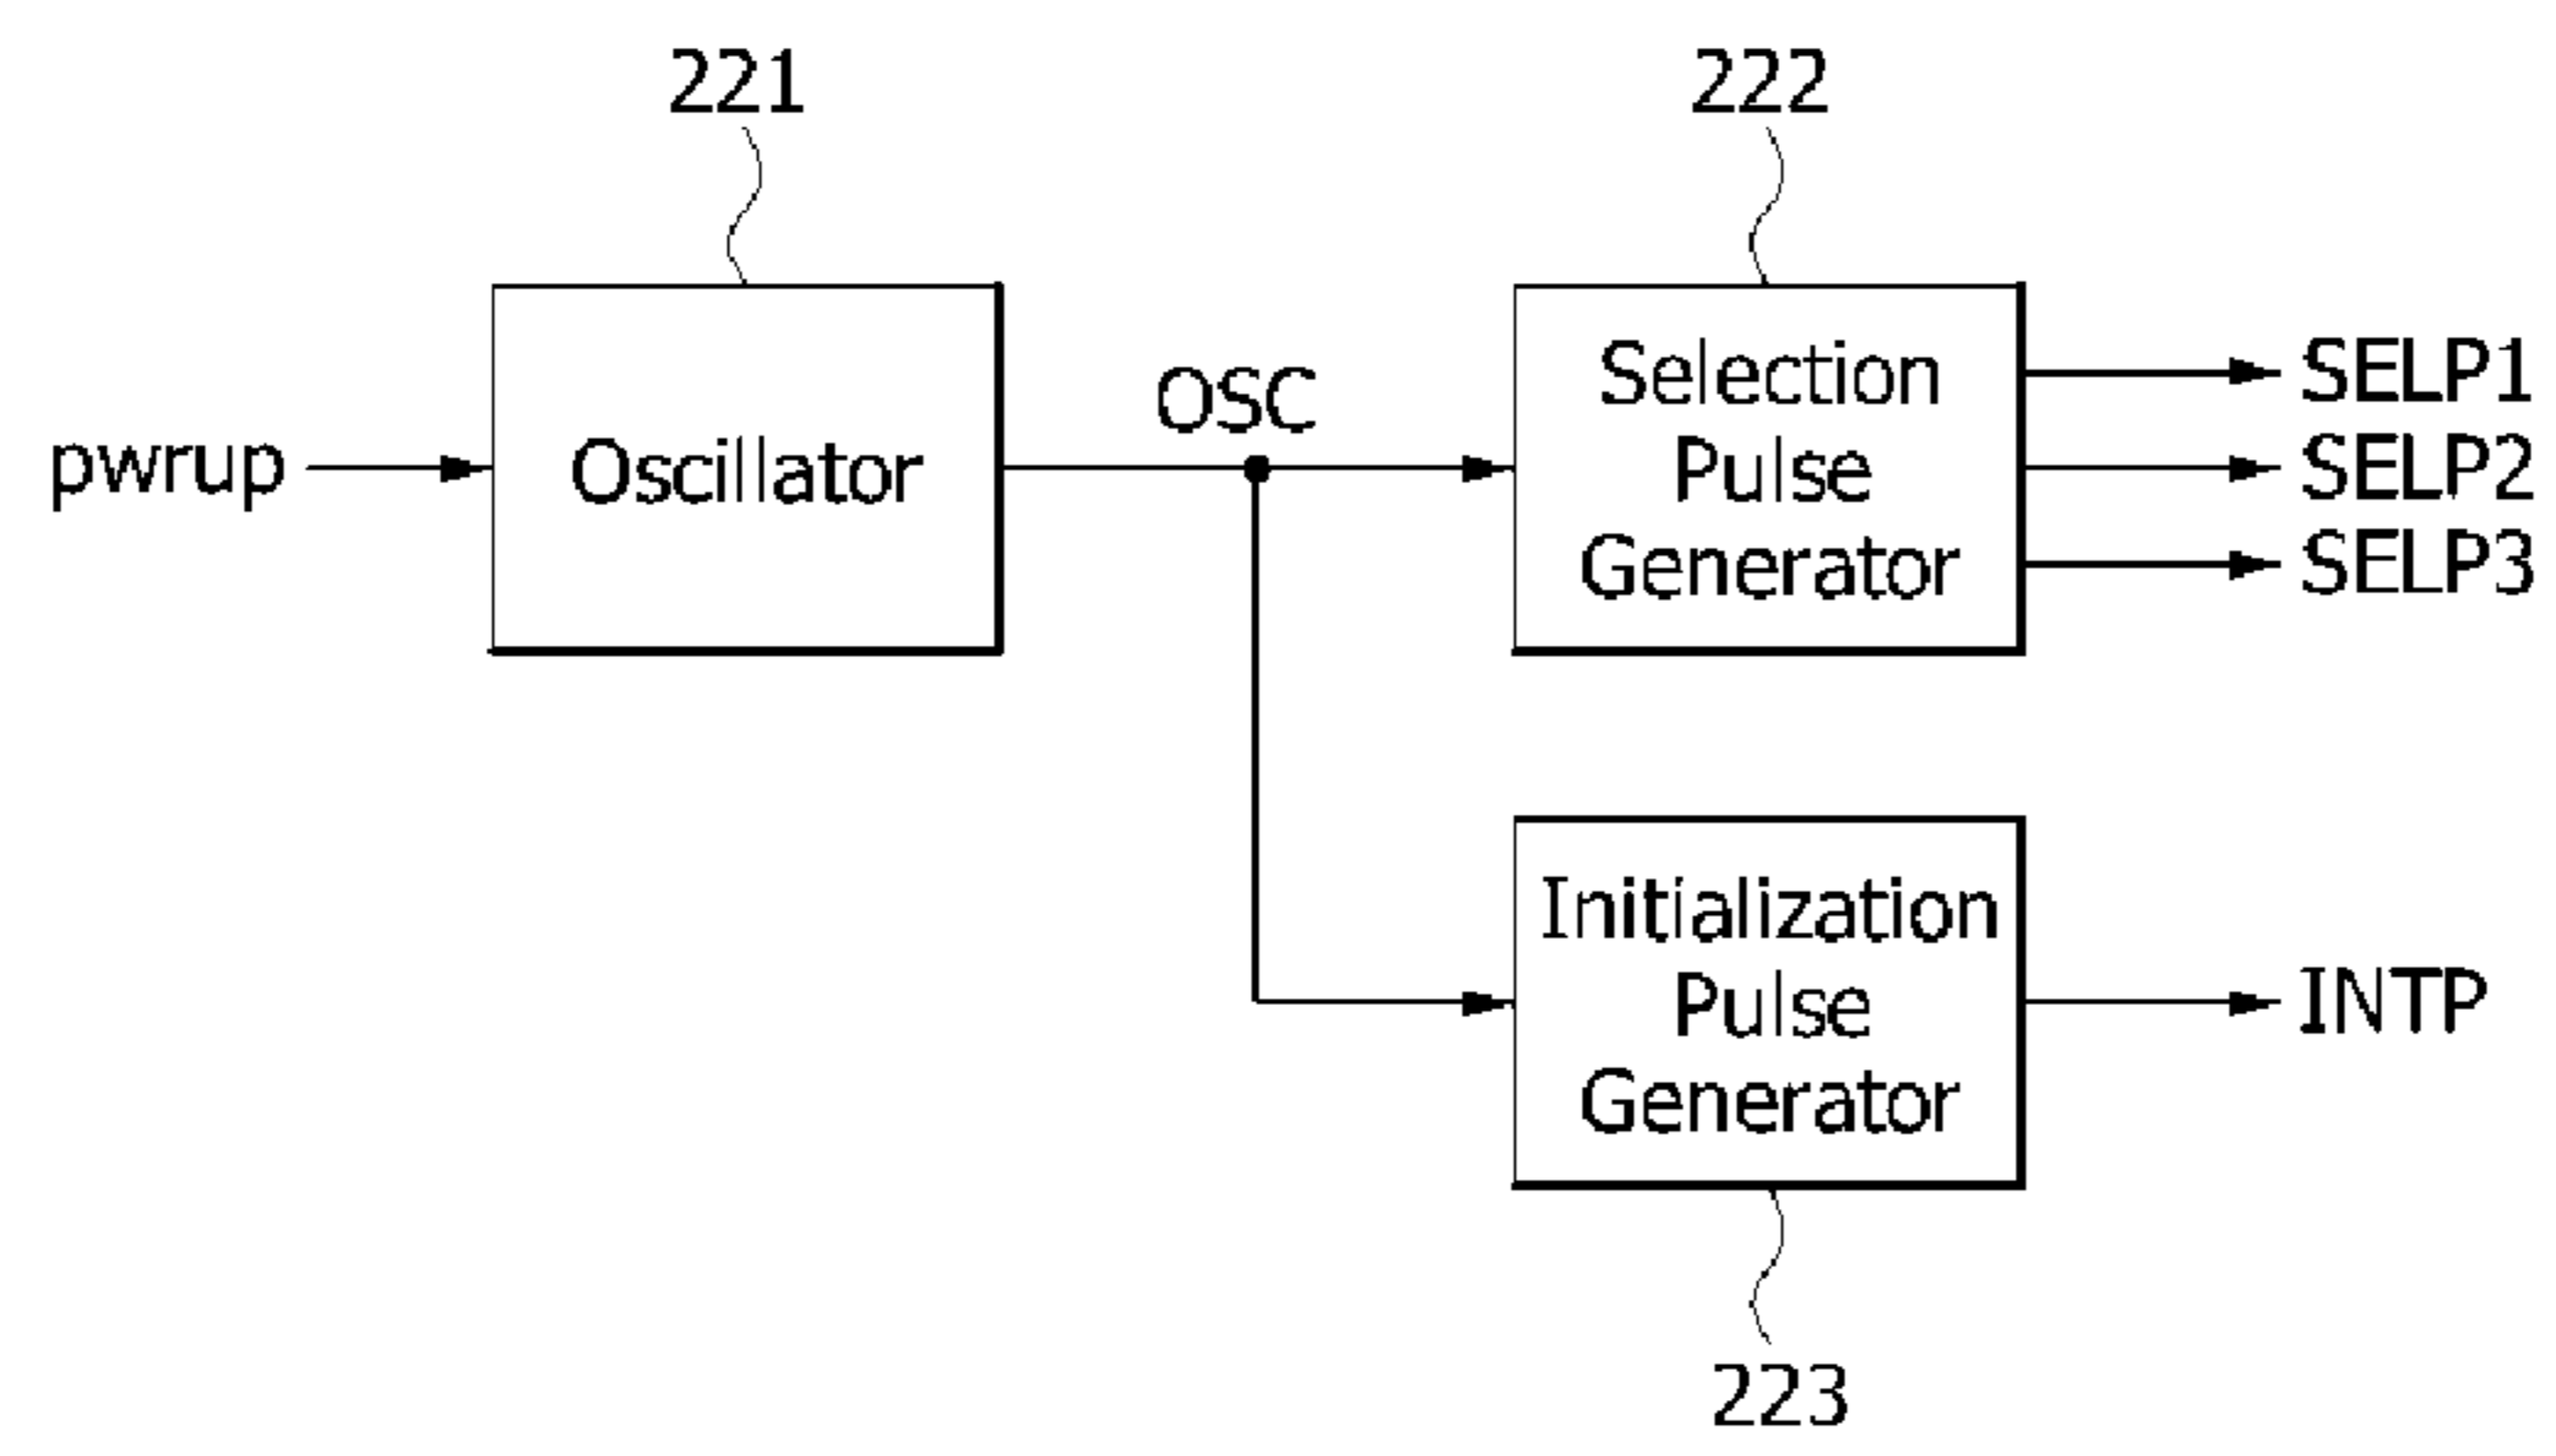 221
222
pwrup
Oscillator
OSC
Selection
Pulse
Generator
SELP1
SELP2
SELP3
Initialization
Pulse
Generator
INTP
223